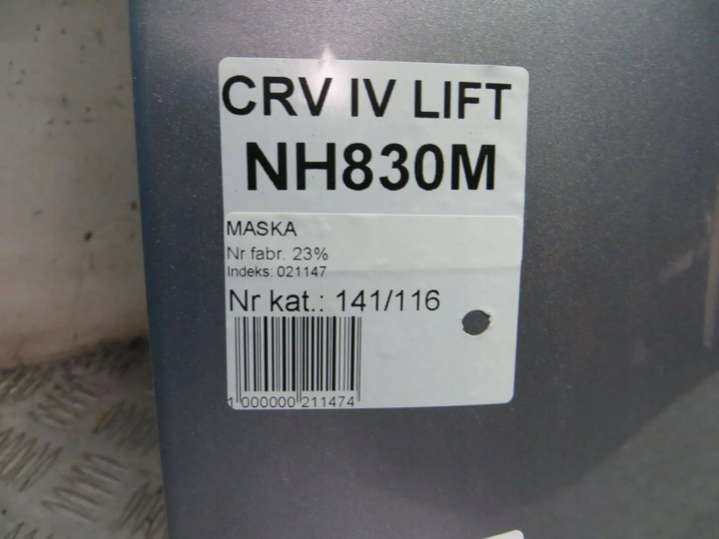 CRV IV LIFT
NH830M
MASKA
Nr fabr. 23%
Indeks: 021147
Nr kat.: 141/116
1 000000 211474